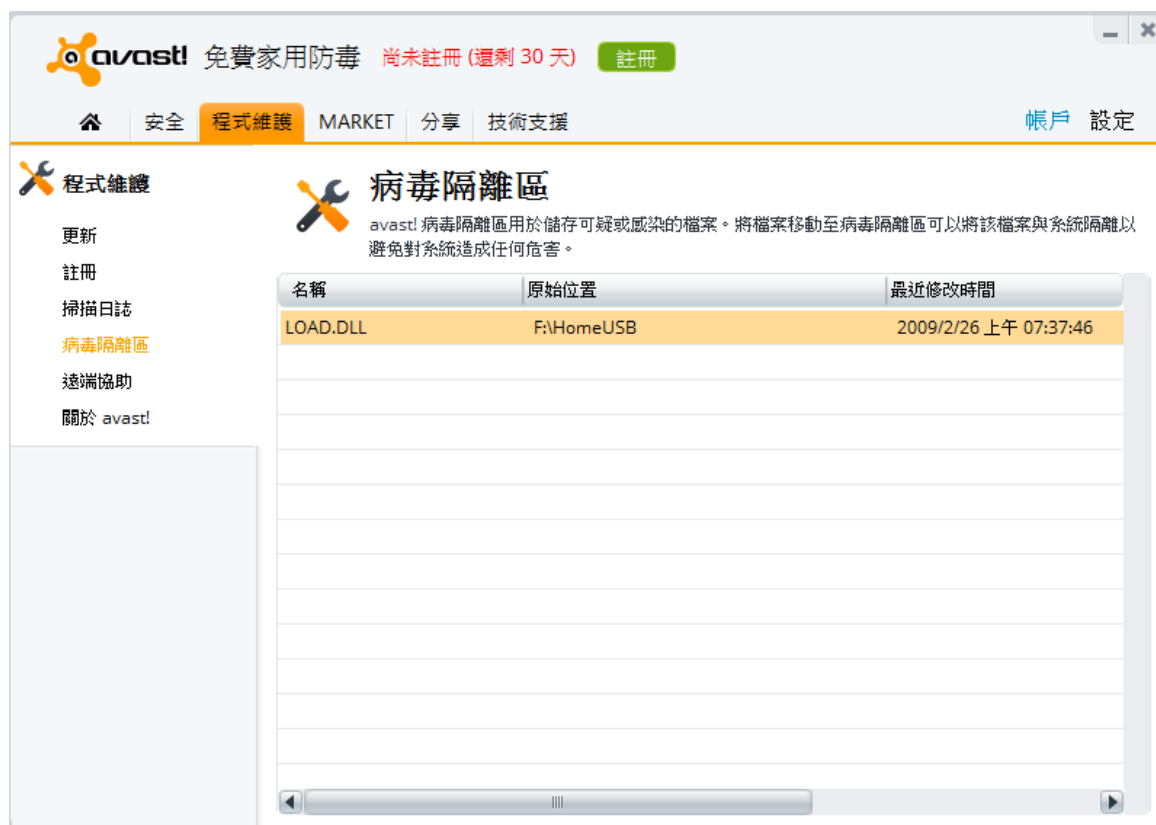 avast! 免費家用防毒 尚未註冊 (還剩 30 天) 註冊
安全 程式維護 MARKET 分享 技術支援 帳戶 設定
程式維護
更新
註冊
掃描日誌
病毒隔離區
遠端協助
關於 avast!
病毒隔離區
avast! 病毒隔離區用於儲存可疑或感染的檔案。將檔案移動至病毒隔離區可以將該檔案與系統隔離以
避免對系統造成任何危害。
名稱 原始位置 最近修改時間
LOAD.DLL F:\HomeUSB 2009/2/26 上午 07:37:46